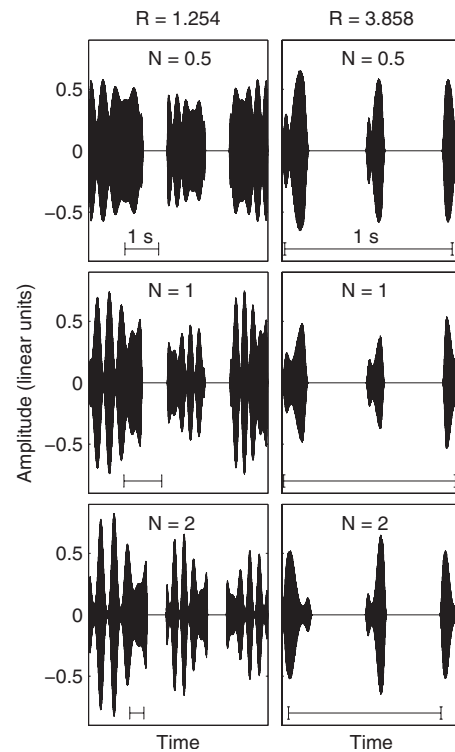 R = 1.254
R = 3.858
N = 0.5
N = 0.5
0.5
0
−0.5
1 s
1 s
N = 1
N = 1
0.5
0
−0.5
Amplitude (linear units)
N = 2
N = 2
0.5
0
−0.5
Time
Time